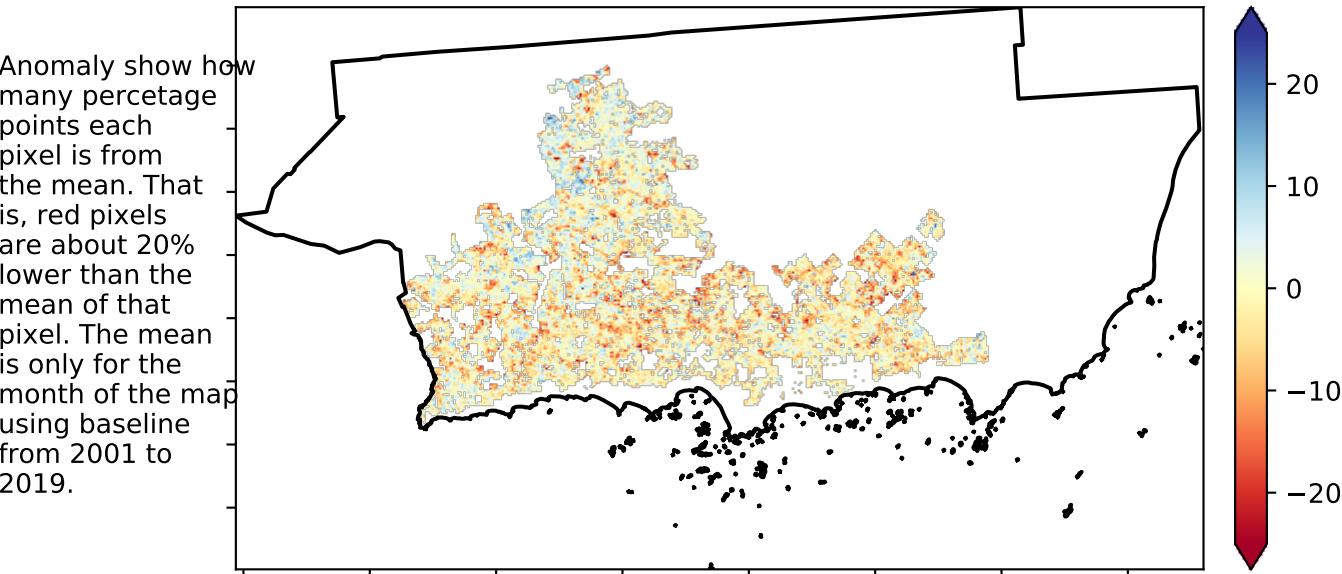 Anomaly show how
many percetage
points each
pixel is from
the mean. That
is, red pixels
are about 20%
lower than the
mean of that
pixel. The mean
is only for the
month of the map
using baseline
from 2001 to
2019.
20
10
0
−10
−20